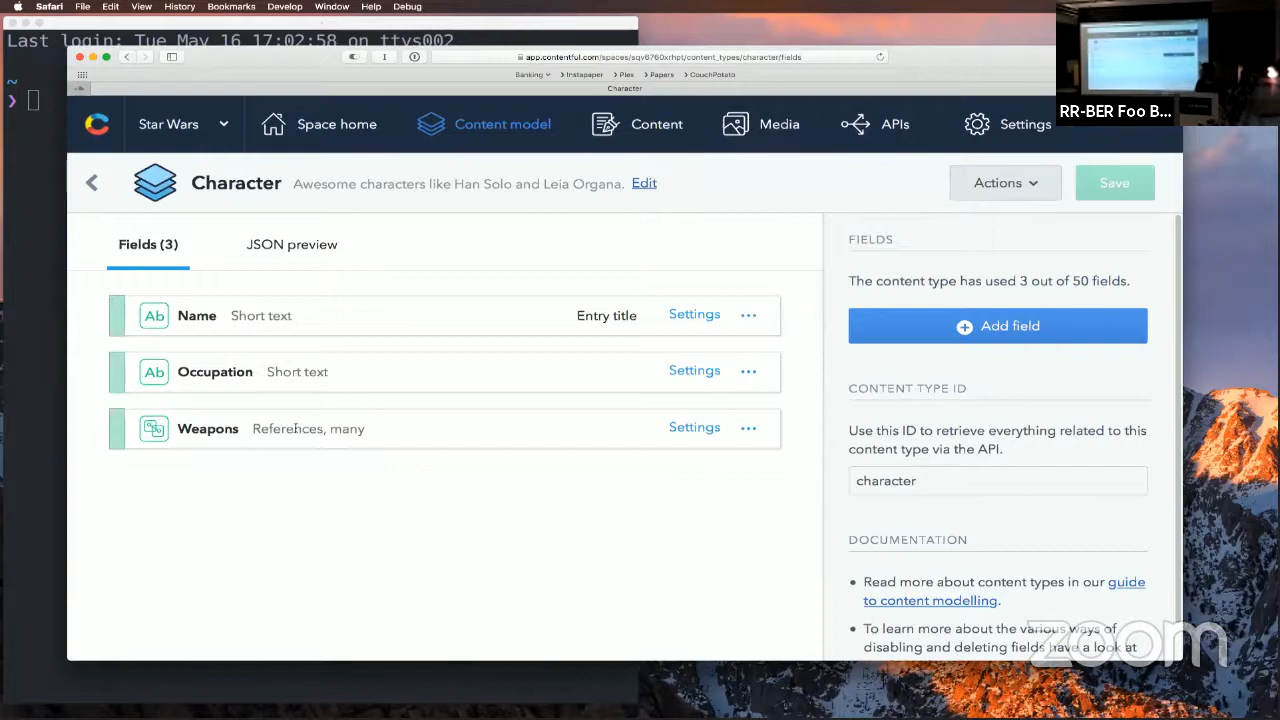 Safari File Edit View History Bookmarks Develop Window Help Debug
Last login: Tue May 16 17:02:58 on ttys002
~
❯
app.contentful.com/spaces/sqv6760xrhpt/content_types/character/fields
Banking Instapaper Plex Papers CouchPotato
Character
Star Wars Space home Content model Content Media APIs Settings
RR-BER Foo B...
Character Awesome characters like Han Solo and Leia Organa. Edit Actions Save
Fields (3) JSON preview
FIELDS
The content type has used 3 out of 50 fields.
Ab Name Short text Entry title Settings ...
Add field
Ab Occupation Short text Settings ...
CONTENT TYPE ID
Weapons References, many Settings ...
Use this ID to retrieve everything related to this
content type via the API.
character
DOCUMENTATION
• Read more about content types in our guide
to content modelling.
• To learn more about the various ways of
disabling and deleting fields have a look at
zoom